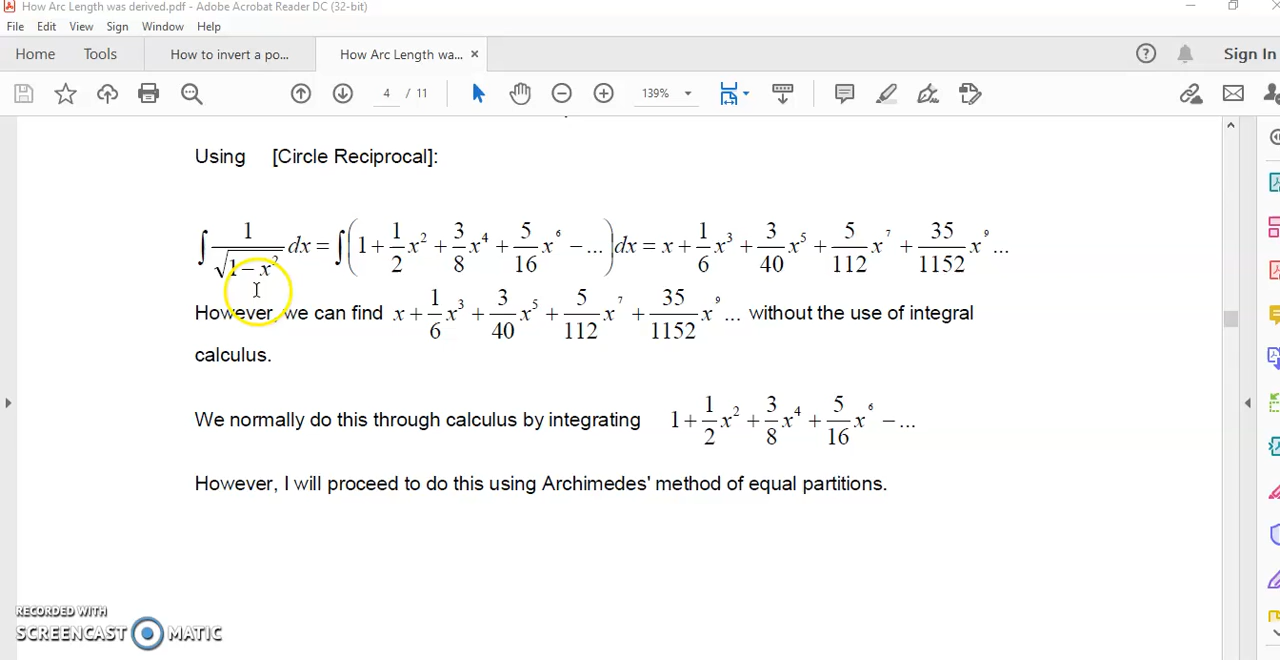 How Arc Length was derived.pdf - Adobe Acrobat Reader DC (32-bit)
File Edit View Sign Window Help
Home Tools How to invert a po... How Arc Length wa... × Sign In
4 / 11 139%
Using [Circle Reciprocal]:
∫ 1/√(1 − x²) dx = ∫ (1 + 1/2 x² + 3/8 x⁴ + 5/16 x⁶ − ...) dx = x + 1/6 x³ + 3/40 x⁵ + 5/112 x⁷ + 35/1152 x⁹ ...
However, we can find x + 1/6 x³ + 3/40 x⁵ + 5/112 x⁷ + 35/1152 x⁹ ... without the use of integral
calculus.
We normally do this through calculus by integrating 1 + 1/2 x² + 3/8 x⁴ + 5/16 x⁶ − ...
However, I will proceed to do this using Archimedes' method of equal partitions.
RECORDED WITH
SCREENCAST MATIC